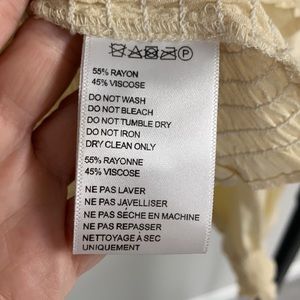 55% RAYON
45% VISCOSE
DO NOT WASH
DO NOT BLEACH
DO NOT TUMBLE DRY
DO NOT IRON
DRY CLEAN ONLY
55% RAYONNE
45% VISCOSE
NE PAS LAVER
NE PAS JAVELLISER
NE PAS SECHE EN MACHINE
NE PAS REPASSER
NETTOYAGE A SEC
UNIQUEMENT